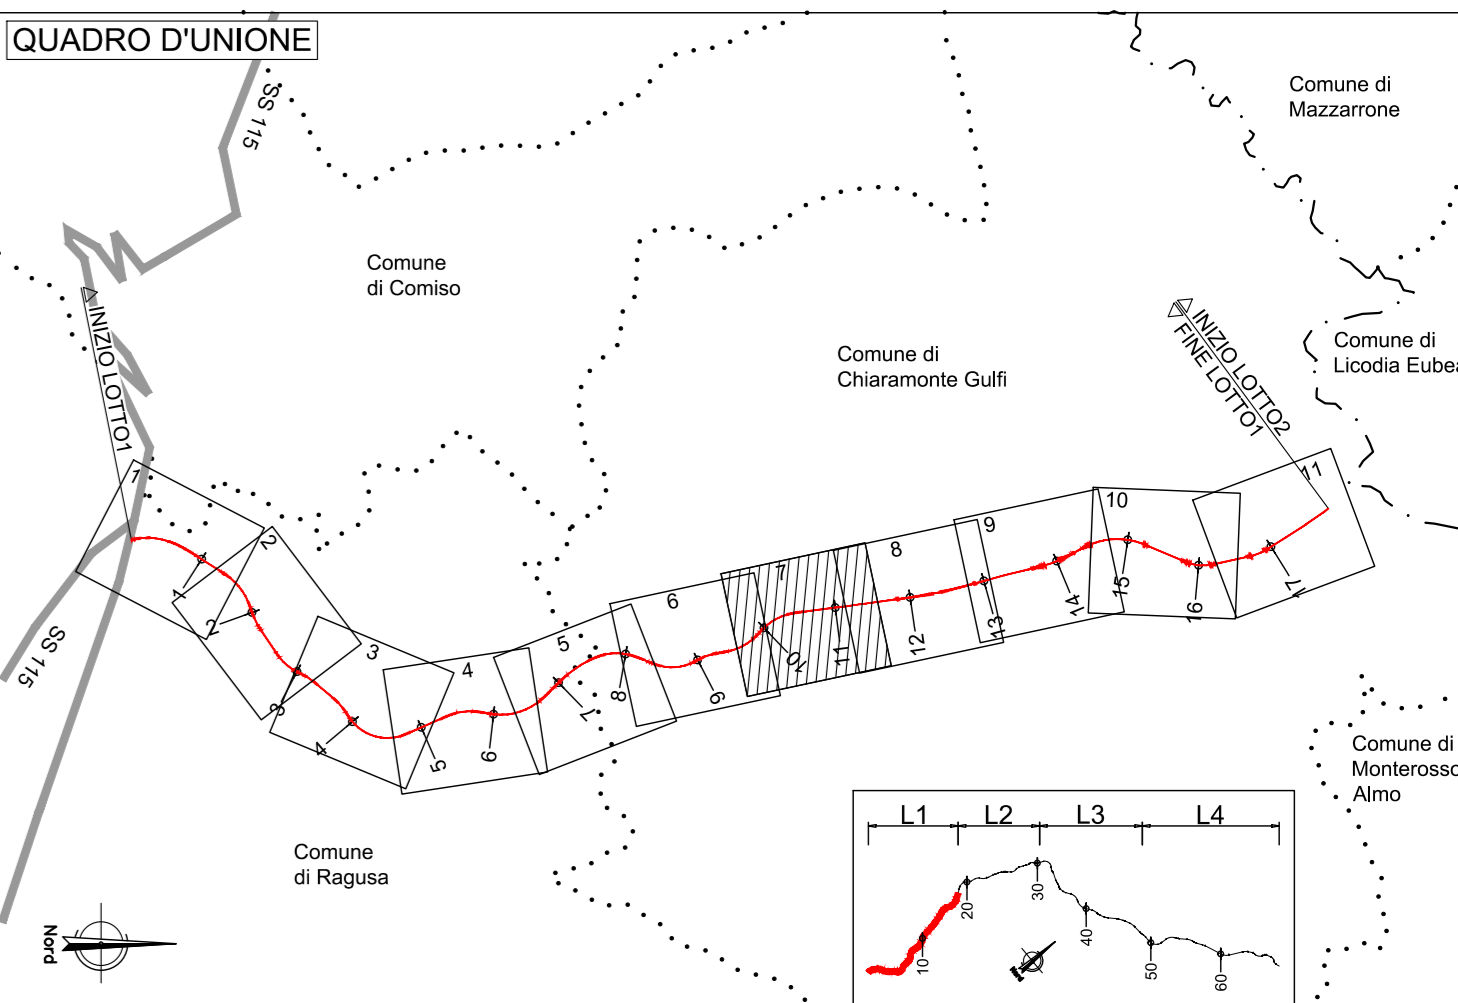 QUADRO D'UNIONE
SS 115
Comune di
Mazzarrone
Comune
di Comiso
INIZIO LOTTO1
Comune di
Chiaramonte Gulfi
INIZIO LOTTO2
FINE LOTTO1
Comune di
Licodia Eubea
1
2
3
4
5
6
7
8
9
10
11
1
2
3
4
5
6
7
8
9
10
11
12
13
14
15
16
17
SS 115
Comune di
Monterosso
Almo
Comune
di Ragusa
Nord
L1 L2 L3 L4
10
20
30
40
50
60
Nord